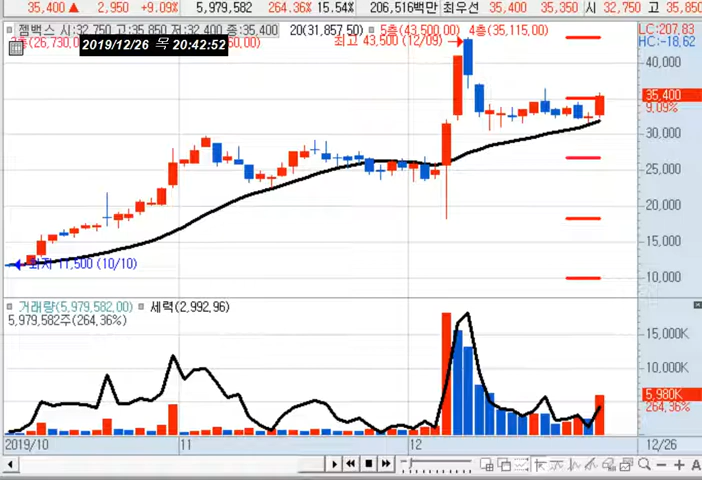 35,400 ▲ 2,950 +9.09% 5,979,582 264.36% 15.54% 206,516백만 최우선 35,400 35,350 시 32,750 고 35,850
젬백스 시:32,750 고:35,850 저:32,400 종:35,400 20(31,857.50) 5층(43,500.00) 4층(35,115.00)
LC:207.83
(26,730 2019/12/26 목 20:42:52 50.00)
최고 43,500 (12/09)
HC:-18.62
40,000
35,400
9.09%
30,000
25,000
20,000
15,000
11,500 (10/10)
10,000
거래량(5,979,582.00) 세력(2,992.96)
5,979,582주(264.36%)
15,000K
10,000K
5,980K
264.36%
2019/10 11 12 12/26